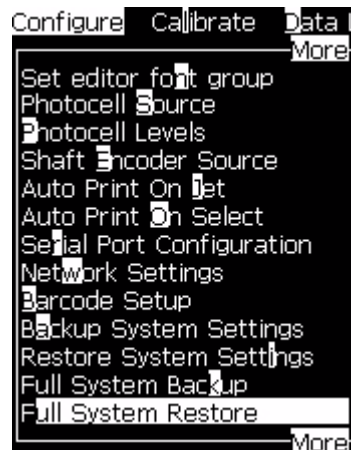 Configure Calibrate Data
More
Set editor font group
Photocell Source
Photocell Levels
Shaft Encoder Source
Auto Print On Jet
Auto Print On Select
Serial Port Configuration
Network Settings
Barcode Setup
Backup System Settings
Restore System Settings
Full System Backup
Full System Restore
More